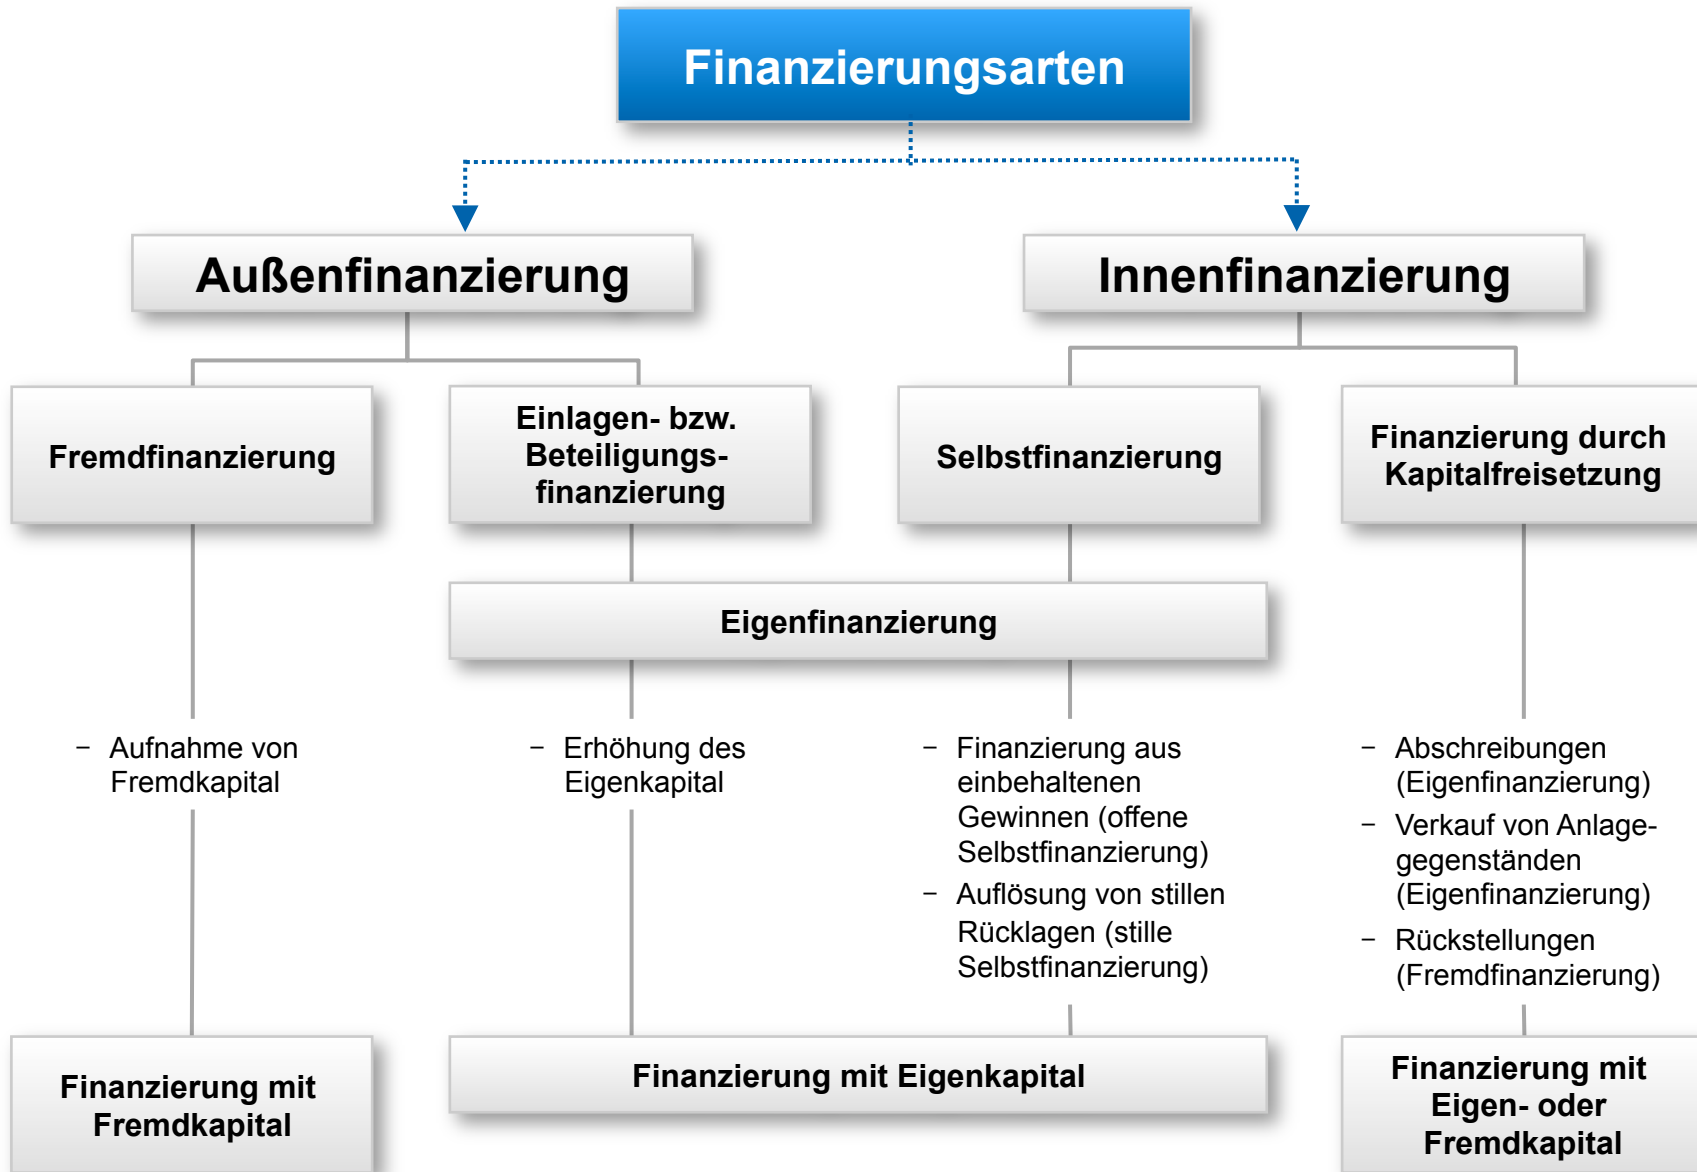 Finanzierungsarten
Außenfinanzierung
Innenfinanzierung
Fremdfinanzierung
Einlagen- bzw.
Beteiligungs-
finanzierung
Selbstfinanzierung
Finanzierung durch
Kapitalfreisetzung
Eigenfinanzierung
– Aufnahme von
Fremdkapital
– Erhöhung des
Eigenkapital
– Finanzierung aus
einbehaltenen
Gewinnen (offene
Selbstfinanzierung)
– Auflösung von stillen
Rücklagen (stille
Selbstfinanzierung)
– Abschreibungen
(Eigenfinanzierung)
– Verkauf von Anlage-
gegenständen
(Eigenfinanzierung)
– Rückstellungen
(Fremdfinanzierung)
Finanzierung mit
Fremdkapital
Finanzierung mit Eigenkapital
Finanzierung mit
Eigen- oder
Fremdkapital